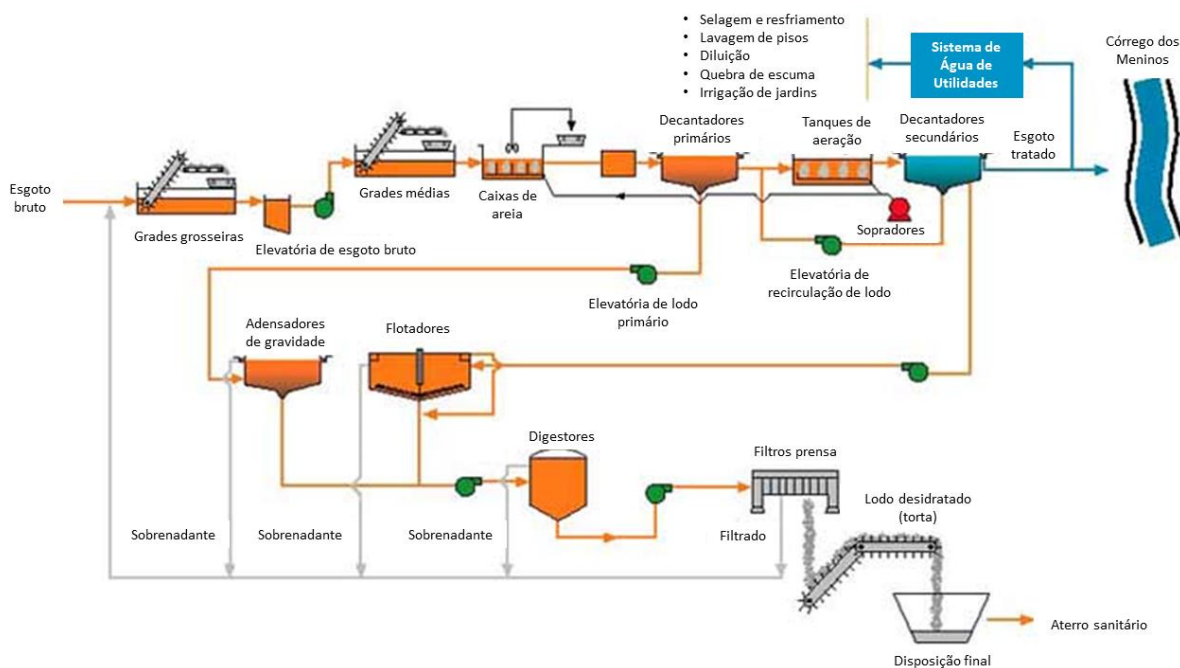 • Selagem e resfriamento
• Lavagem de pisos
• Diluição
• Quebra de escuma
• Irrigação de jardins
Sistema de
Água de
Utilidades
Córrego dos
Meninos
Decantadores
primários
Tanques de
aeração
Decantadores
secundários
Esgoto
tratado
Esgoto
bruto
Grades grosseiras
Elevatória de esgoto bruto
Grades médias
Caixas de
areia
Sopradores
Elevatória de
recirculação de lodo
Elevatória de lodo
primário
Adensadores
de gravidade
Flotadores
Digestores
Filtros prensa
Lodo desidratado
(torta)
Sobrenadante
Sobrenadante
Sobrenadante
Filtrado
Aterro sanitário
Disposição final